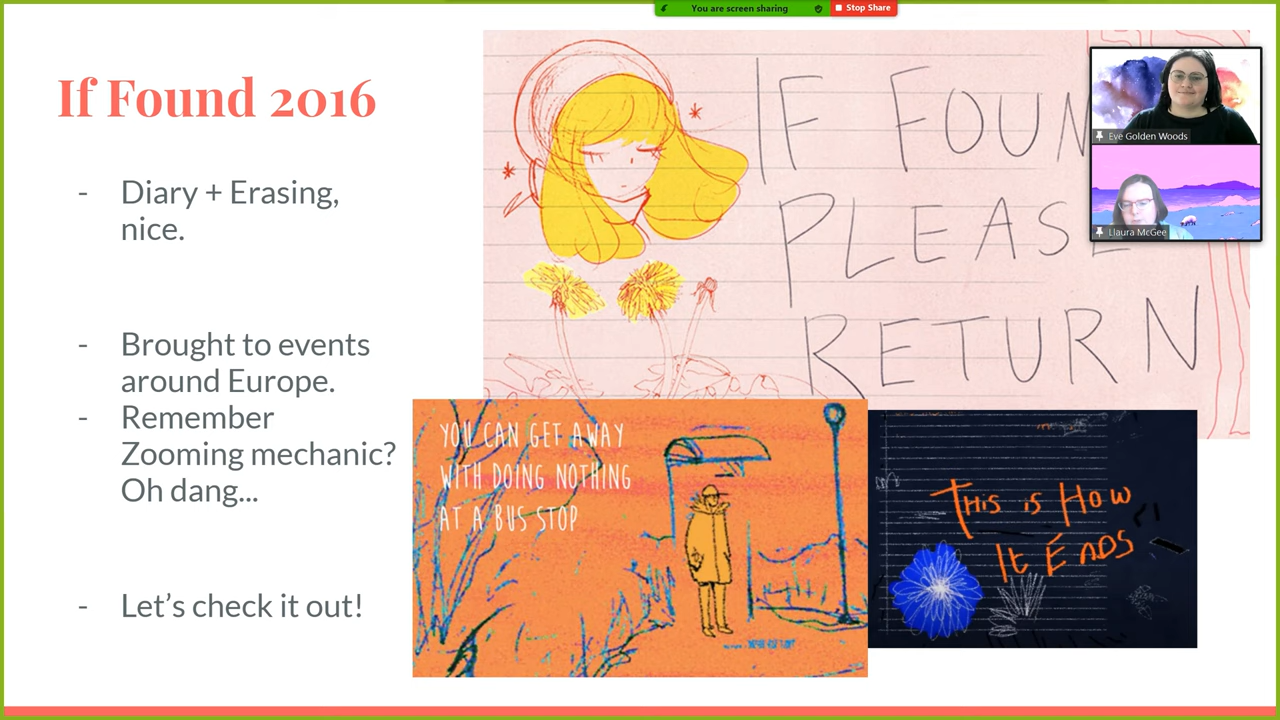 You are screen sharing
Stop Share
If Found 2016
- Diary + Erasing,
nice.
- Brought to events
around Europe.
- Remember
Zooming mechanic?
Oh dang...
- Let's check it out!
IF FOUN
PLEASE
RETURN
Eve Golden Woods
Llaura McGee
YOU CAN GET AWAY
WITH DOING NOTHING
AT A BUS STOP
THIS IS HOW
It ENDS